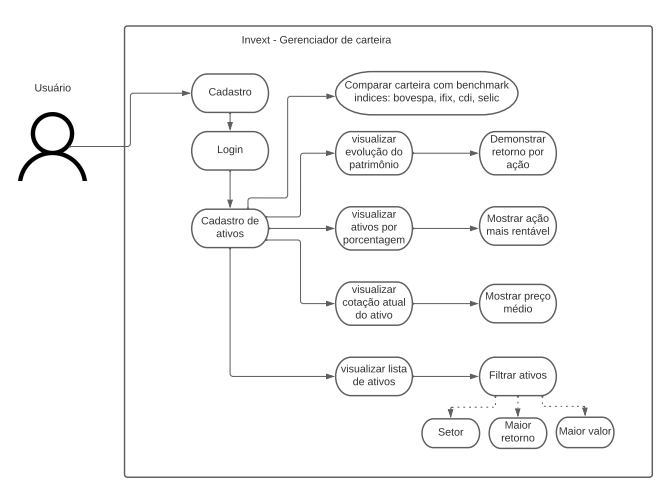 Invext - Gerenciador de carteira
Usuário
Cadastro
Comparar carteira com benchmark
indices: bovespa, ifix, cdi, selic
Login
visualizar
evolução do
patrimônio
Demonstrar
retorno por
ação
Cadastro de
ativos
visualizar
ativos por
porcentagem
Mostrar ação
mais rentável
visualizar
cotação atual
do ativo
Mostrar preço
médio
visualizar lista
de ativos
Filtrar ativos
Setor
Maior
retorno
Maior valor